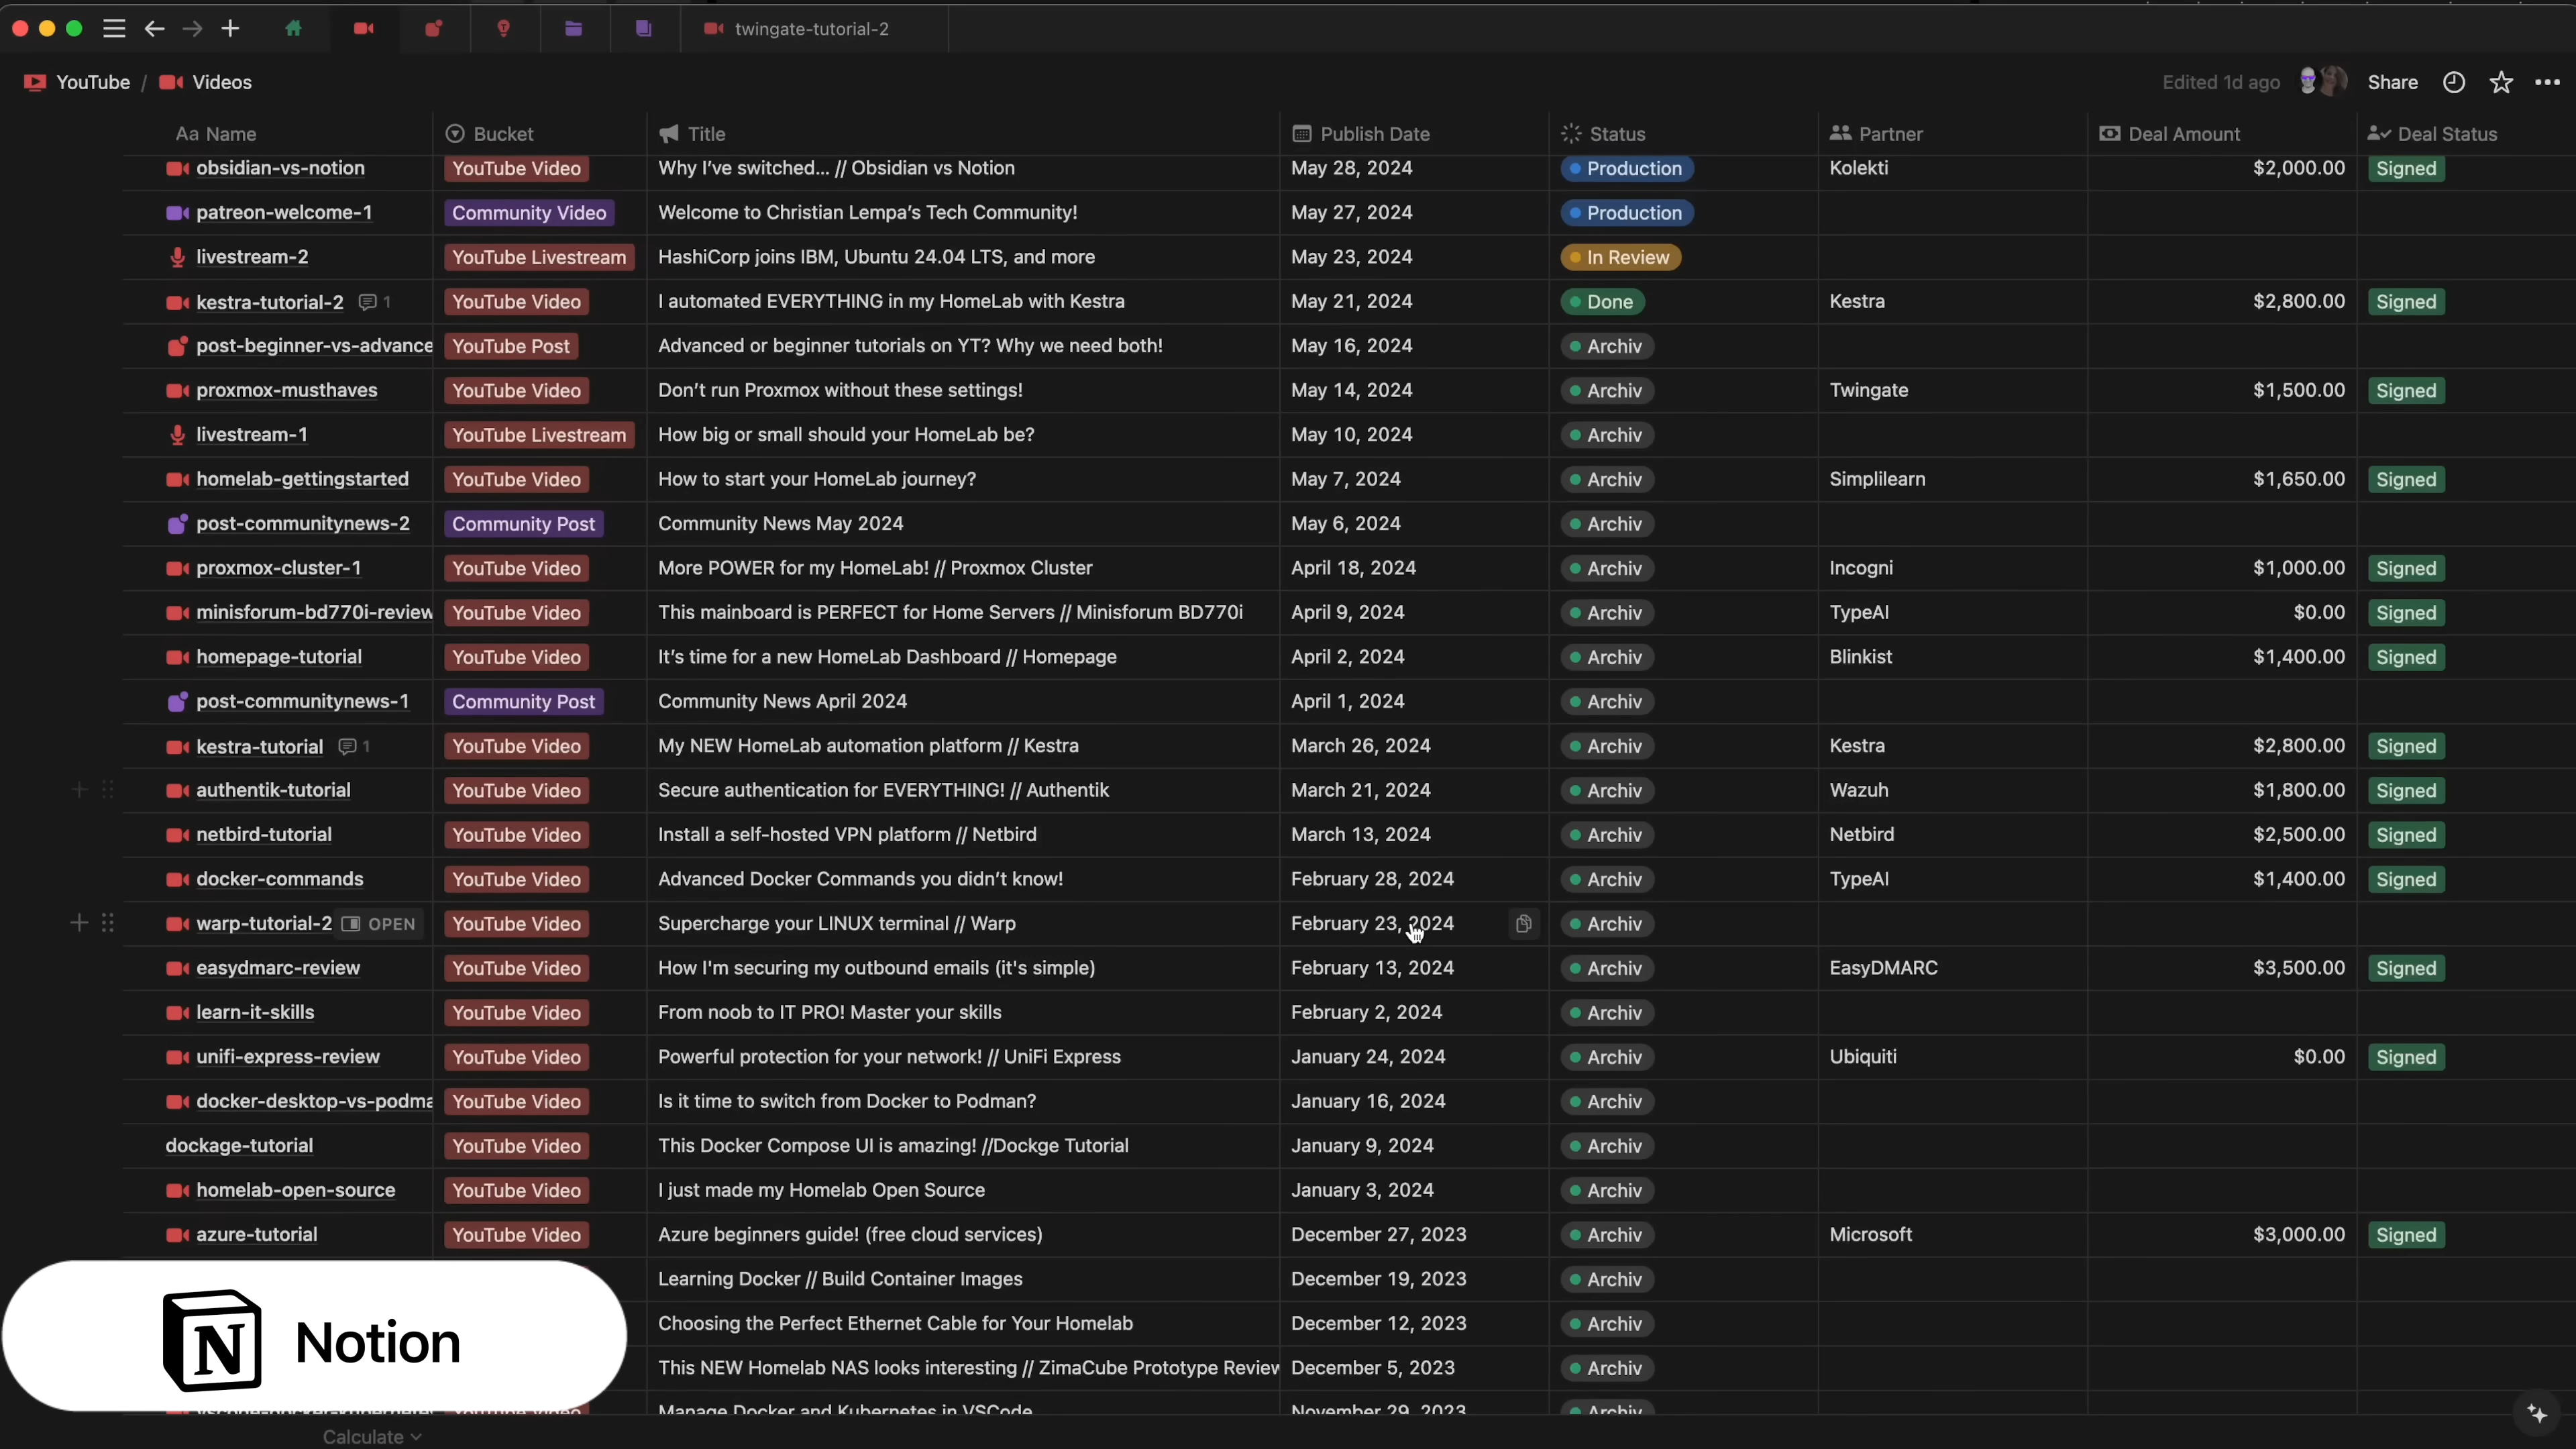 twingate-tutorial-2
YouTube / Videos Edited 1d ago Share
Aa Name Bucket Title Publish Date Status Partner Deal Amount Deal Status
obsidian-vs-notion YouTube Video Why I’ve switched... // Obsidian vs Notion May 28, 2024 Production Kolekti $2,000.00 Signed
patreon-welcome-1 Community Video Welcome to Christian Lempa’s Tech Community! May 27, 2024 Production
livestream-2 YouTube Livestream HashiCorp joins IBM, Ubuntu 24.04 LTS, and more May 23, 2024 In Review
kestra-tutorial-2 1 YouTube Video I automated EVERYTHING in my HomeLab with Kestra May 21, 2024 Done Kestra $2,800.00 Signed
post-beginner-vs-advance YouTube Post Advanced or beginner tutorials on YT? Why we need both! May 16, 2024 Archiv
proxmox-musthaves YouTube Video Don’t run Proxmox without these settings! May 14, 2024 Archiv Twingate $1,500.00 Signed
livestream-1 YouTube Livestream How big or small should your HomeLab be? May 10, 2024 Archiv
homelab-gettingstarted YouTube Video How to start your HomeLab journey? May 7, 2024 Archiv Simplilearn $1,650.00 Signed
post-communitynews-2 Community Post Community News May 2024 May 6, 2024 Archiv
proxmox-cluster-1 YouTube Video More POWER for my HomeLab! // Proxmox Cluster April 18, 2024 Archiv Incogni $1,000.00 Signed
minisforum-bd770i-review YouTube Video This mainboard is PERFECT for Home Servers // Minisforum BD770i April 9, 2024 Archiv TypeAI $0.00 Signed
homepage-tutorial YouTube Video It’s time for a new HomeLab Dashboard // Homepage April 2, 2024 Archiv Blinkist $1,400.00 Signed
post-communitynews-1 Community Post Community News April 2024 April 1, 2024 Archiv
kestra-tutorial 1 YouTube Video My NEW HomeLab automation platform // Kestra March 26, 2024 Archiv Kestra $2,800.00 Signed
authentik-tutorial YouTube Video Secure authentication for EVERYTHING! // Authentik March 21, 2024 Archiv Wazuh $1,800.00 Signed
netbird-tutorial YouTube Video Install a self-hosted VPN platform // Netbird March 13, 2024 Archiv Netbird $2,500.00 Signed
docker-commands YouTube Video Advanced Docker Commands you didn’t know! February 28, 2024 Archiv TypeAI $1,400.00 Signed
warp-tutorial-2 OPEN YouTube Video Supercharge your LINUX terminal // Warp February 23, 2024 Archiv
easydmarc-review YouTube Video How I'm securing my outbound emails (it's simple) February 13, 2024 Archiv EasyDMARC $3,500.00 Signed
learn-it-skills YouTube Video From noob to IT PRO! Master your skills February 2, 2024 Archiv
unifi-express-review YouTube Video Powerful protection for your network! // UniFi Express January 24, 2024 Archiv Ubiquiti $0.00 Signed
docker-desktop-vs-podma YouTube Video Is it time to switch from Docker to Podman? January 16, 2024 Archiv
dockage-tutorial YouTube Video This Docker Compose UI is amazing! //Dockge Tutorial January 9, 2024 Archiv
homelab-open-source YouTube Video I just made my Homelab Open Source January 3, 2024 Archiv
azure-tutorial YouTube Video Azure beginners guide! (free cloud services) December 27, 2023 Archiv Microsoft $3,000.00 Signed
Learning Docker // Build Container Images December 19, 2023 Archiv
Choosing the Perfect Ethernet Cable for Your Homelab December 12, 2023 Archiv
Notion
This NEW Homelab NAS looks interesting // ZimaCube Prototype Review December 5, 2023 Archiv
Manage Docker and Kubernetes in VSCode November 29, 2023 Archiv
Calculate